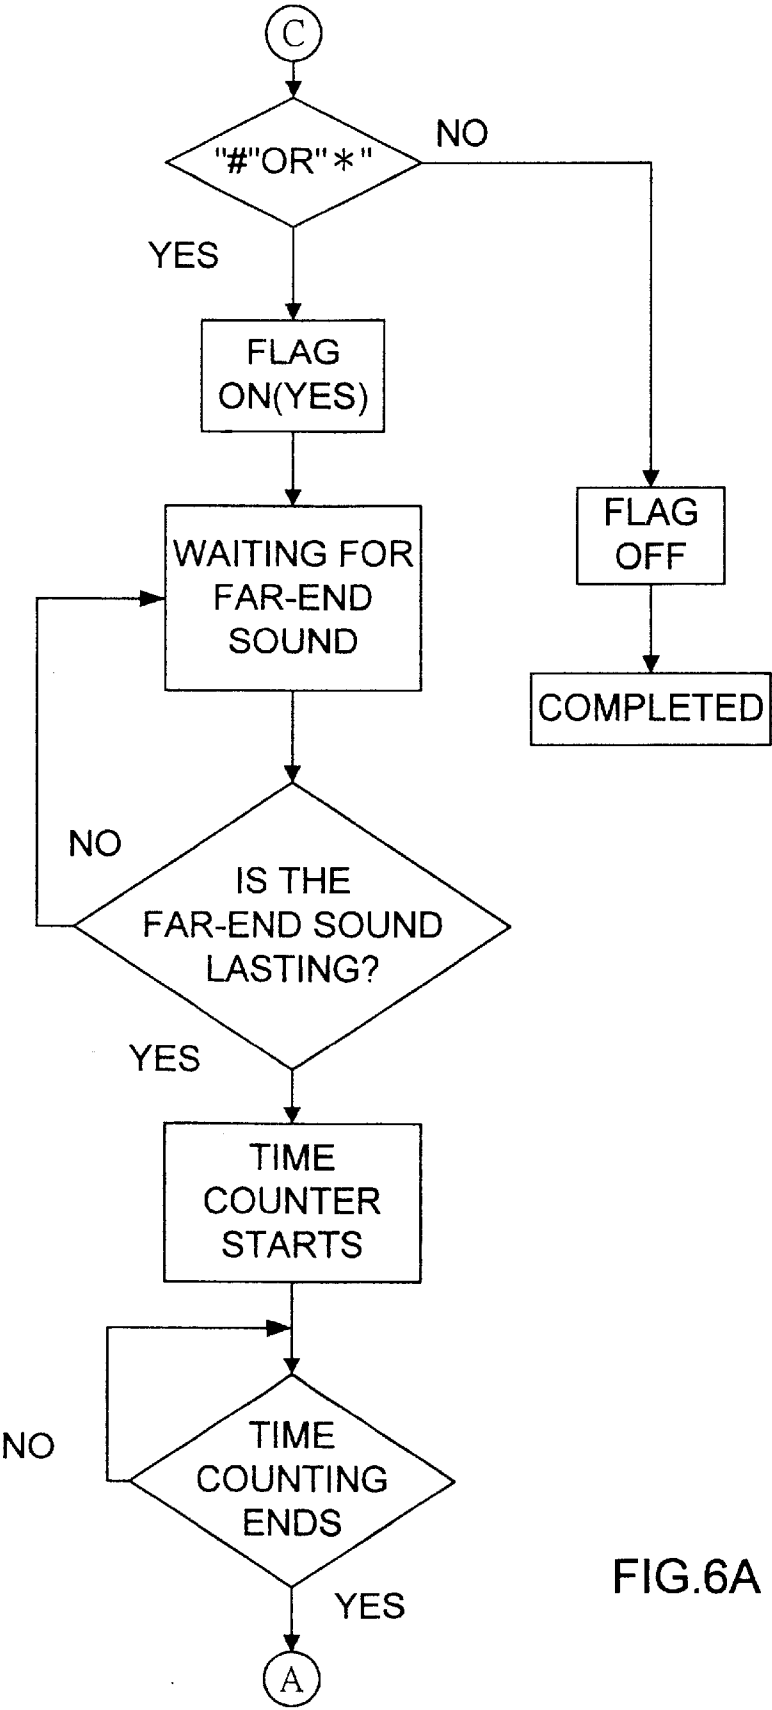 C
"#"OR"*"
NO
YES
FLAG
ON(YES)
FLAG
OFF
WAITING FOR
FAR-END
SOUND
COMPLETED
NO
IS THE
FAR-END SOUND
LASTING?
YES
TIME
COUNTER
STARTS
NO
TIME
COUNTING
ENDS
YES
A
FIG.6A